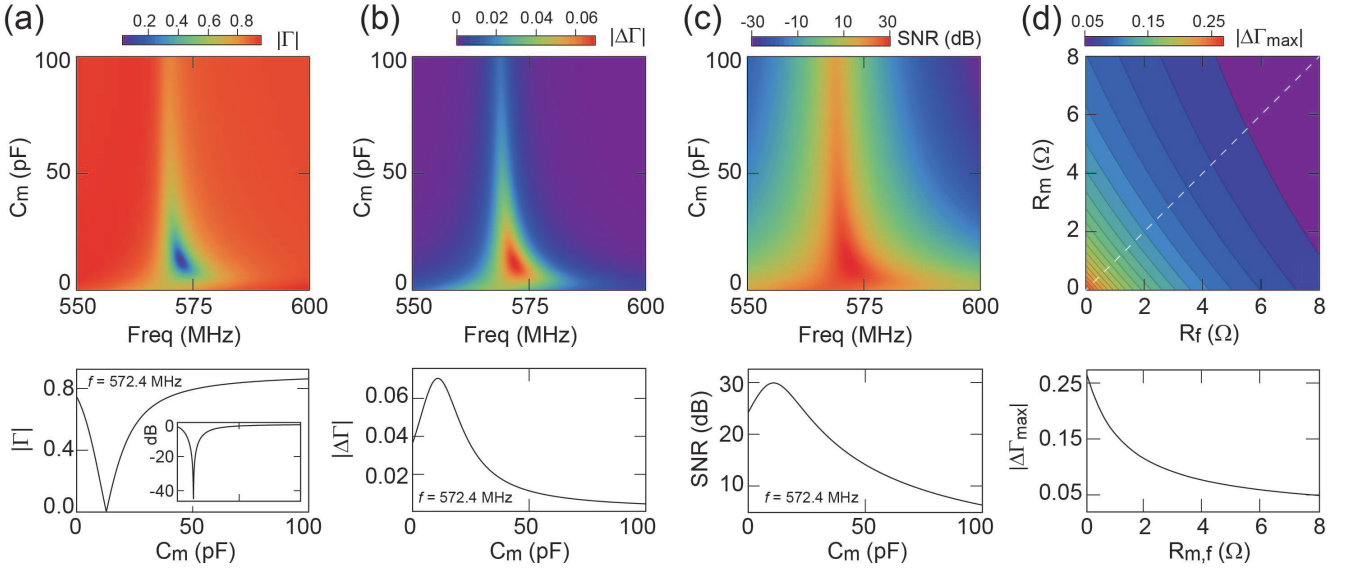 (a)
0.2 0.4 0.6 0.8 |Γ|
100
50
0
Cm (pF)
550 575 600
Freq (MHz)
(b)
0 0.02 0.04 0.06
|ΔΓ|
100
50
0
Cm (pF)
550 575 600
Freq (MHz)
(c)
-30 -10 10 30
SNR (dB)
100
50
0
Cm (pF)
550 575 600
Freq (MHz)
(d)
0.05 0.15 0.25
|ΔΓmax|
8
6
4
2
0
Rm (Ω)
0 2 4 6 8
Rf (Ω)
|Γ|
0.8
0.4
0.0
f = 572.4 MHz
dB
0
-20
-40
0 50 100
Cm (pF)
|ΔΓ|
0.06
0.04
0.02
f = 572.4 MHz
0 50 100
Cm (pF)
SNR (dB)
30
20
10
f = 572.4 MHz
0 50 100
Cm (pF)
|ΔΓmax|
0.25
0.15
0.05
0 2 4 6 8
Rm,f (Ω)